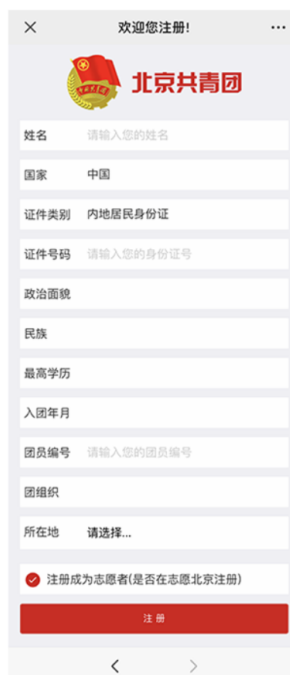 欢迎您注册!
北京共青团
姓名 请输入您的姓名
国家 中国
证件类别 内地居民身份证
证件号码 请输入您的身份证号
政治面貌
民族
最高学历
入团年月
团员编号 请输入您的团员编号
团组织
所在地 请选择...
注册成为志愿者(是否在志愿北京注册)
注册